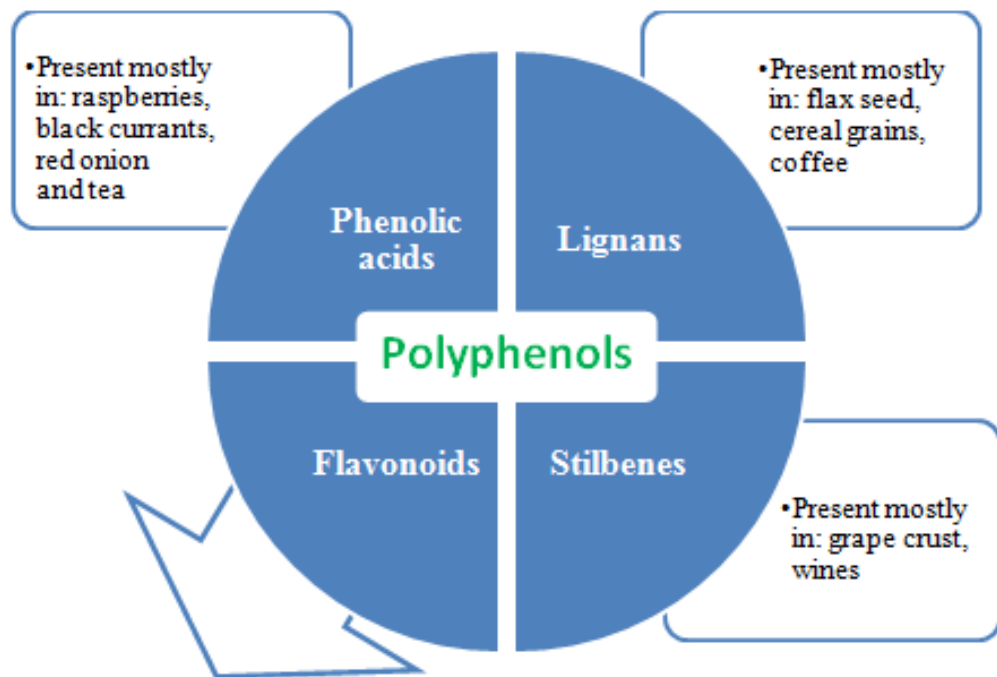 •Present mostly
in: raspberries,
black currants,
red onion
and tea
•Present mostly
in: flax seed,
cereal grains,
coffee
Phenolic
acids
Lignans
Polyphenols
Flavonoids
Stilbenes
•Present mostly
in: grape crust,
wines